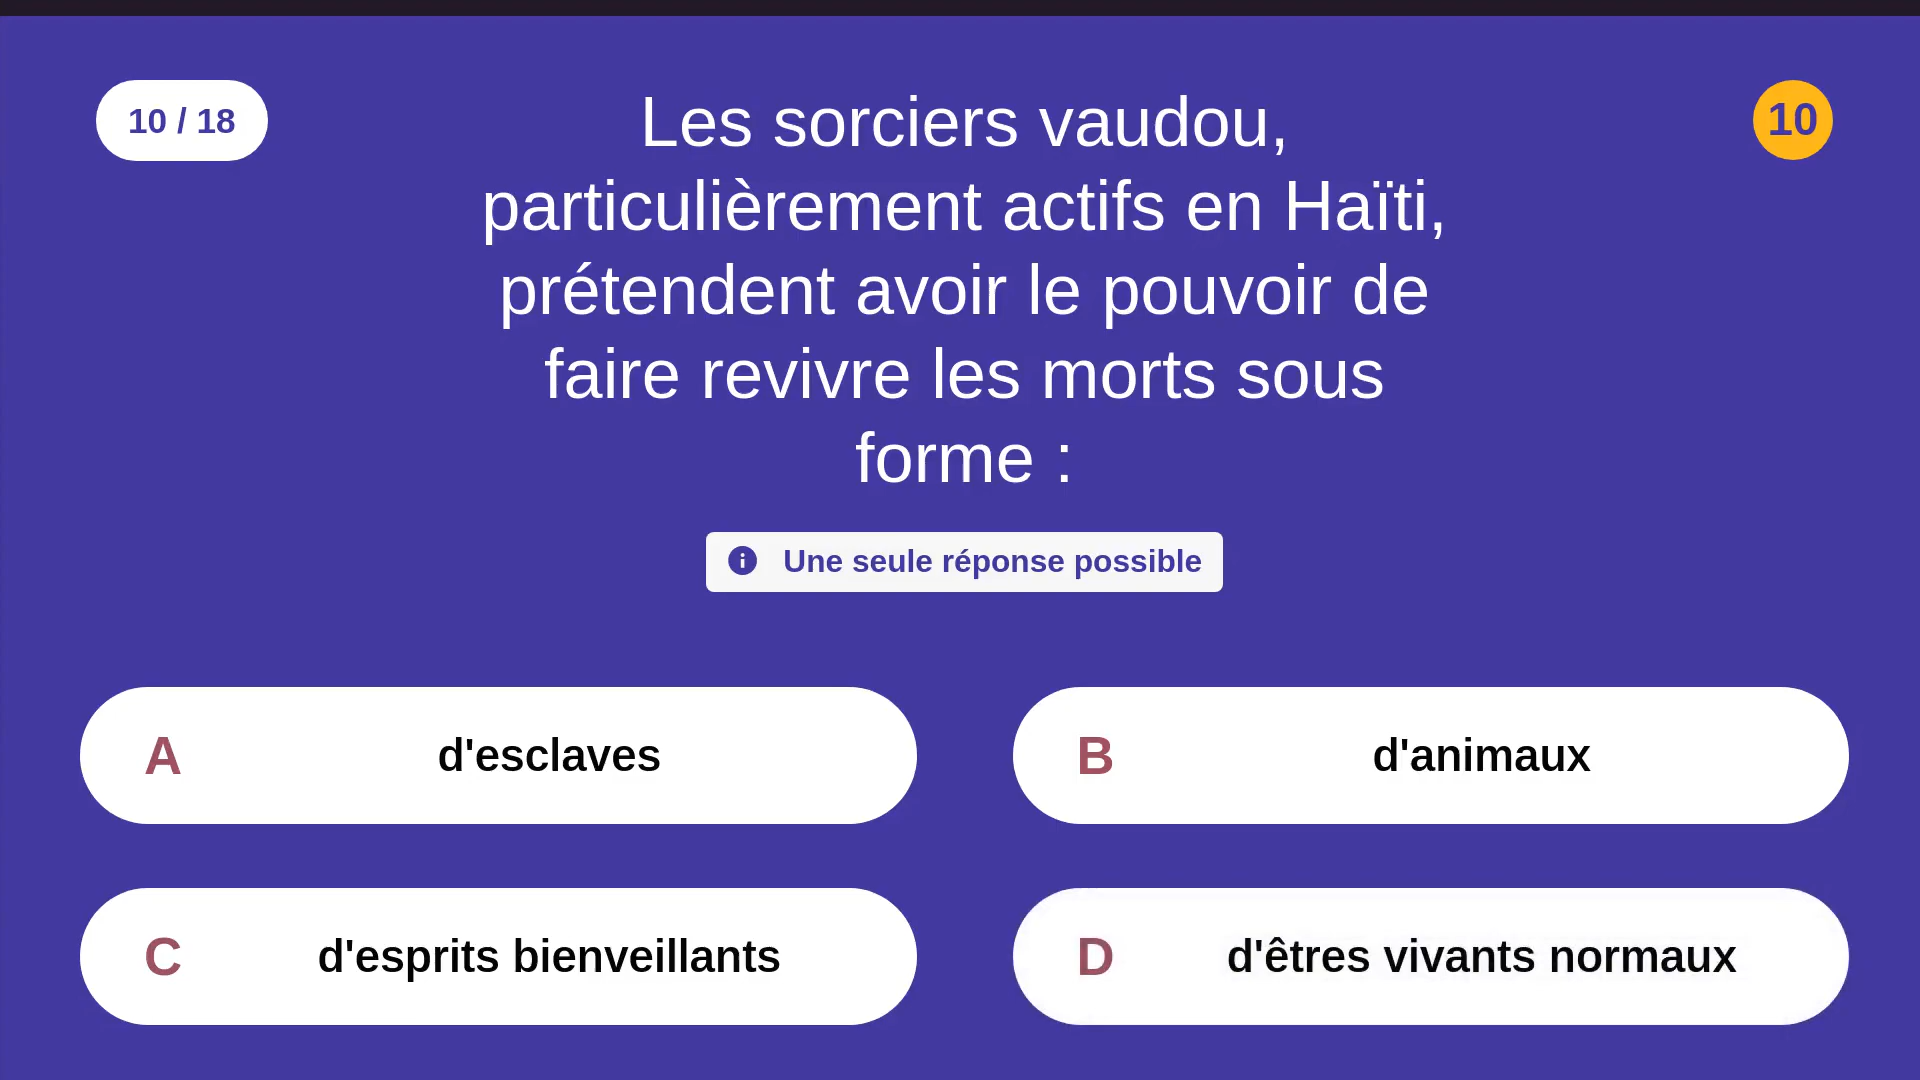 10 / 18
Les sorciers vaudou,
particulièrement actifs en Haïti,
prétendent avoir le pouvoir de
faire revivre les morts sous
forme :
10
Une seule réponse possible
A d'esclaves
B d'animaux
C d'esprits bienveillants
D d'êtres vivants normaux